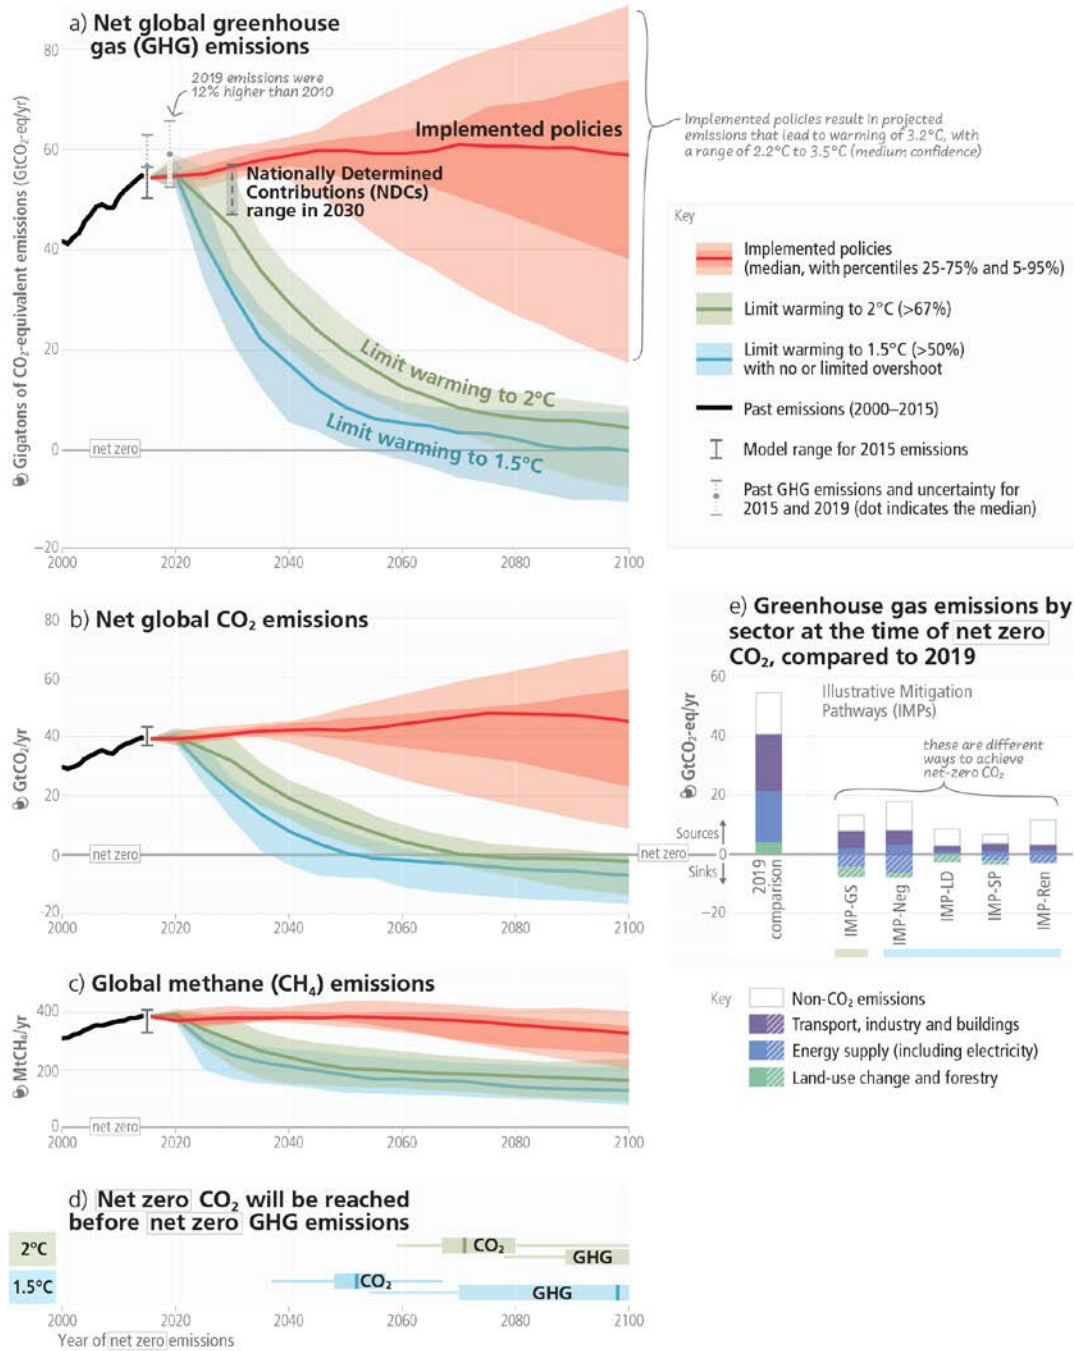 a) Net global greenhouse
gas (GHG) emissions
80
60
40
20
0
−20
Gigatons of CO₂-equivalent emissions (GtCO₂-eq/yr)
2019 emissions were
12% higher than 2010
Implemented policies
Nationally Determined
Contributions (NDCs)
range in 2030
Limit warming to 2°C
Limit warming to 1.5°C
net zero
2000 2020 2040 2060 2080 2100
Implemented policies result in projected
emissions that lead to warming of 3.2°C, with
a range of 2.2°C to 3.5°C (medium confidence)
Key
Implemented policies
(median, with percentiles 25-75% and 5-95%)
Limit warming to 2°C (>67%)
Limit warming to 1.5°C (>50%)
with no or limited overshoot
Past emissions (2000–2015)
Model range for 2015 emissions
Past GHG emissions and uncertainty for
2015 and 2019 (dot indicates the median)
b) Net global CO₂ emissions
80
60
40
20
0
−20
GtCO₂/yr
net zero
2000 2020 2040 2060 2080 2100
c) Global methane (CH₄) emissions
400
200
0
MtCH₄/yr
net zero
2000 2020 2040 2060 2080 2100
d) Net zero CO₂ will be reached
before net zero GHG emissions
2°C
CO₂
GHG
1.5°C
CO₂
GHG
2000 2020 2040 2060 2080 2100
Year of net zero emissions
e) Greenhouse gas emissions by
sector at the time of net zero
CO₂, compared to 2019
60
40
20
0
−20
GtCO₂-eq/yr
Illustrative Mitigation
Pathways (IMPs)
these are different
ways to achieve
net-zero CO₂
Sources
net zero
Sinks
2019
comparison
IMP-GS
IMP-Neg
IMP-LD
IMP-SP
IMP-Ren
Key
Non-CO₂ emissions
Transport, industry and buildings
Energy supply (including electricity)
Land-use change and forestry